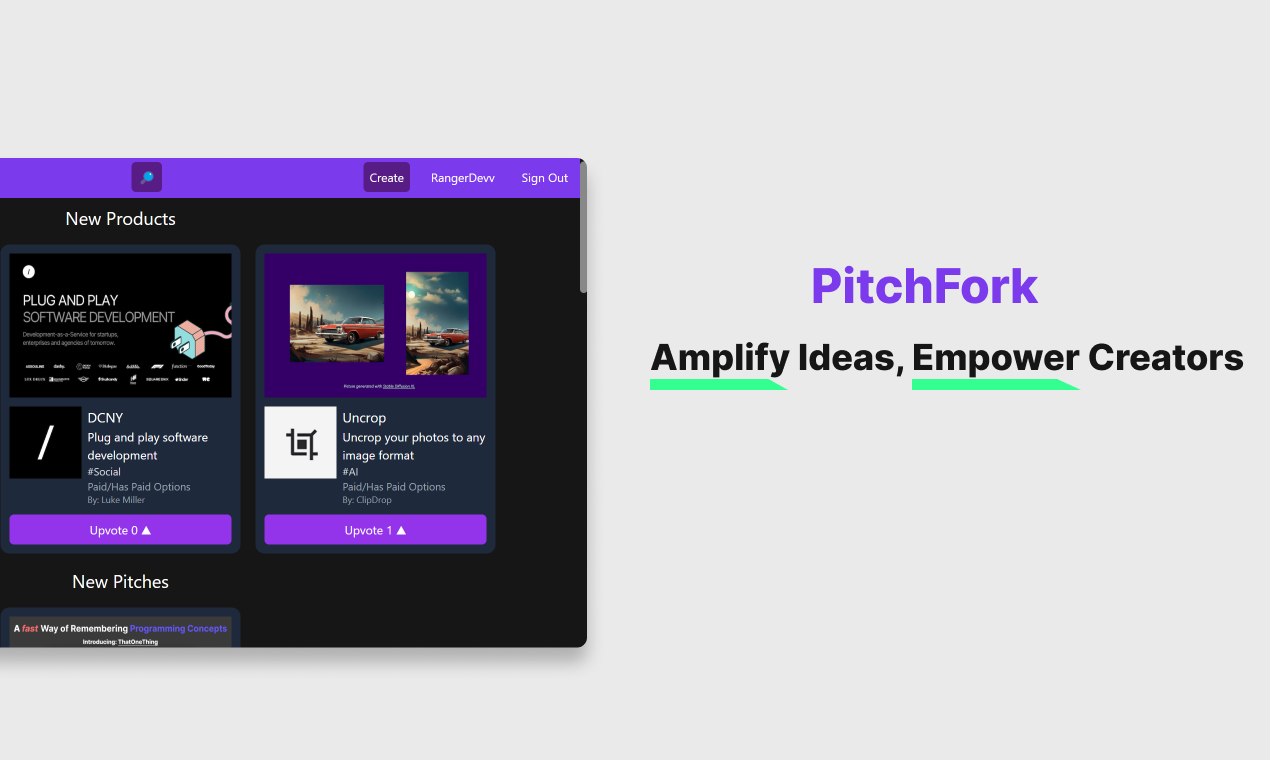 Create
RangerDevv
Sign Out
New Products
PLUG AND PLAY
SOFTWARE DEVELOPMENT
Development-as-a-Service for startups,
enterprises and agencies of tomorrow.
DCNY
Plug and play software
development
#Social
Paid/Has Paid Options
By: Luke Miller
Upvote 0 ▲
Picture generated with Stable Diffusion XL
Uncrop
Uncrop your photos to any
image format
#AI
Paid/Has Paid Options
By: ClipDrop
Upvote 1 ▲
New Pitches
A fast Way of Remembering Programming Concepts
Introducing: ThatOneThing
PitchFork
Amplify Ideas, Empower Creators